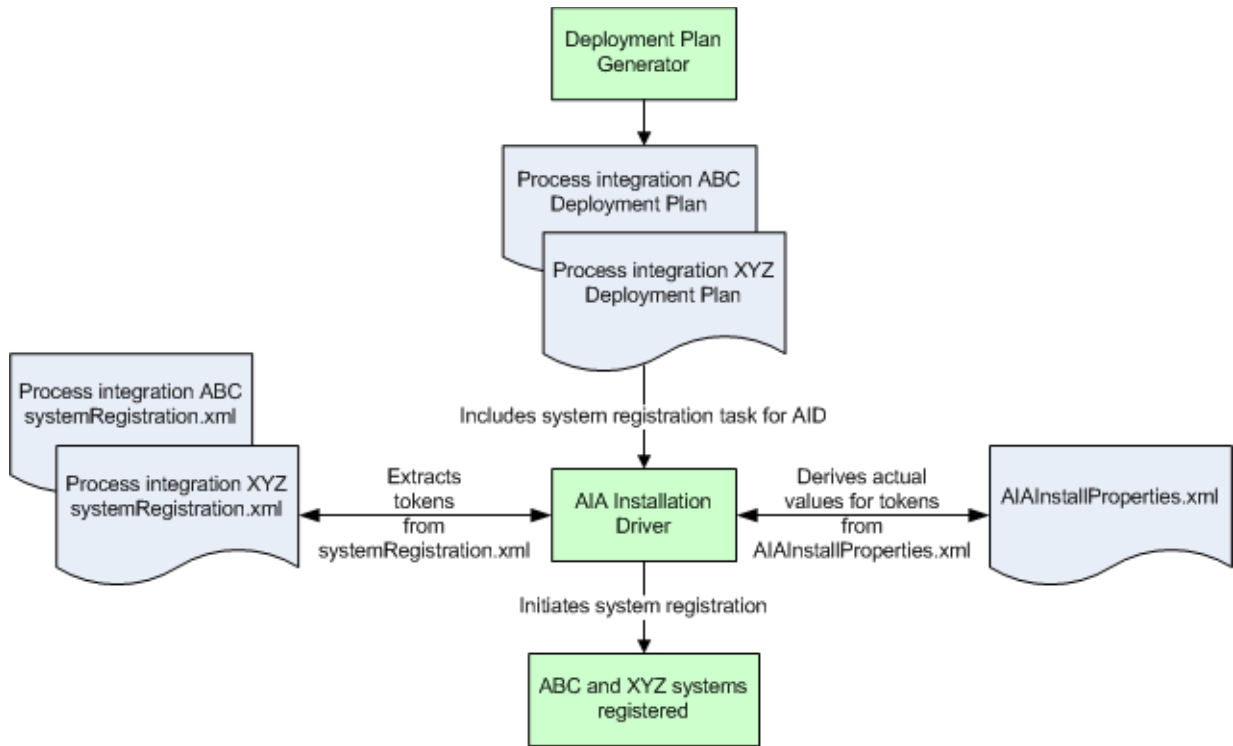 Deployment Plan
Generator
Process integration ABC
Deployment Plan
Process integration XYZ
Deployment Plan
Process integration ABC
systemRegistration.xml
Process integration XYZ
systemRegistration.xml
Includes system registration task for AID
Extracts
tokens
from
systemRegistration.xml
AIA Installation
Driver
Derives actual
values for tokens
from
AIAInstallProperties.xml
AIAInstallProperties.xml
Initiates system registration
ABC and XYZ systems
registered